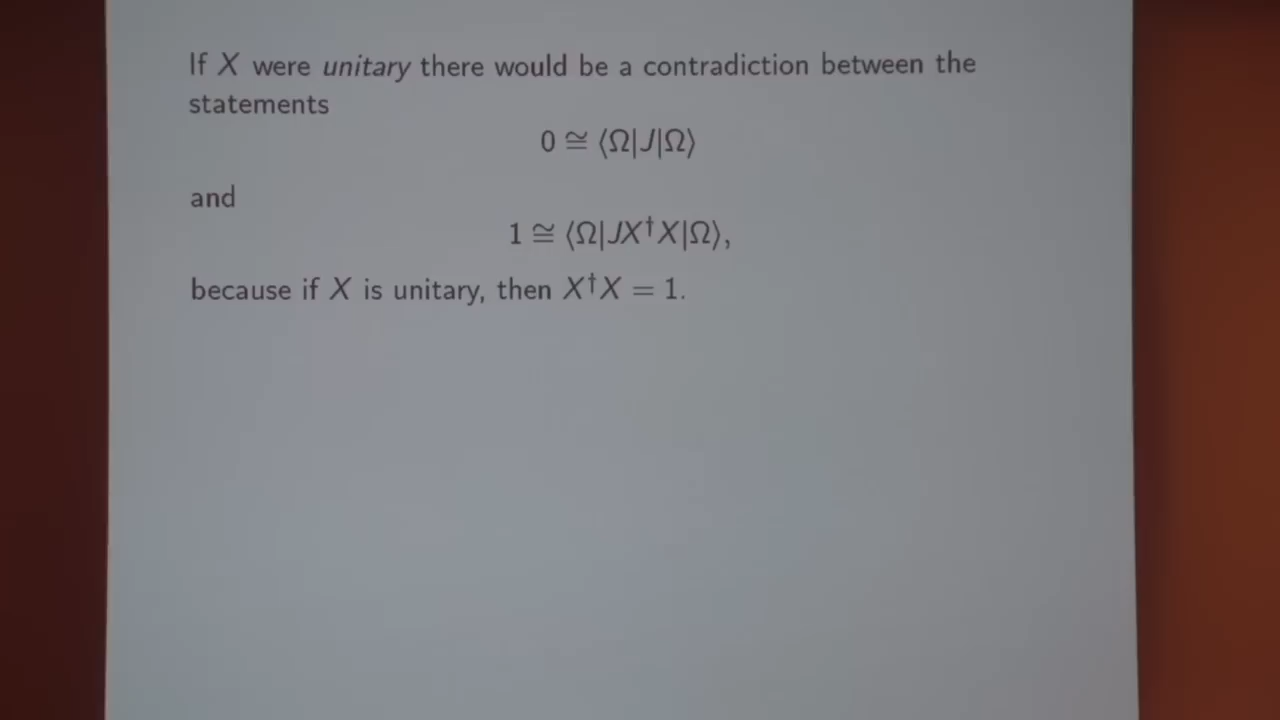 If X were unitary there would be a contradiction between the
statements
0 ≅ ⟨Ω|J|Ω⟩
and
1 ≅ ⟨Ω|JX†X|Ω⟩,
because if X is unitary, then X†X = 1.